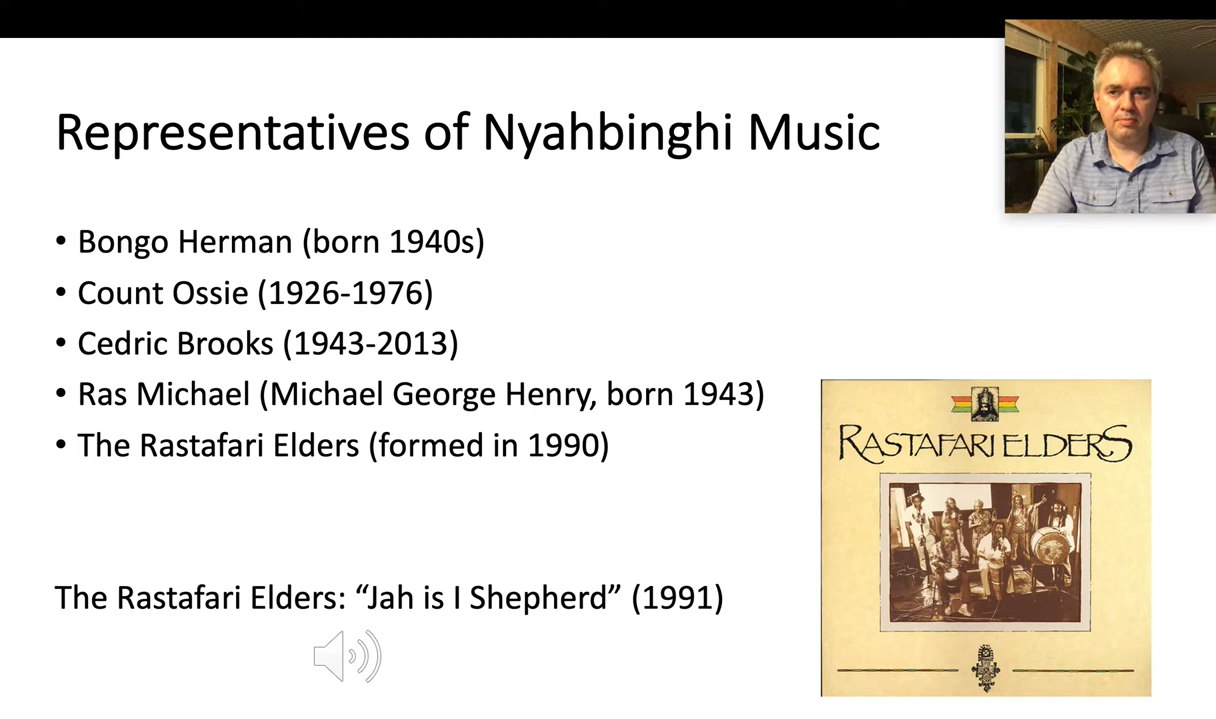 Representatives of Nyahbinghi Music
• Bongo Herman (born 1940s)
• Count Ossie (1926-1976)
• Cedric Brooks (1943-2013)
• Ras Michael (Michael George Henry, born 1943)
• The Rastafari Elders (formed in 1990)
RASTAFARI ELDERS
The Rastafari Elders: “Jah is I Shepherd” (1991)